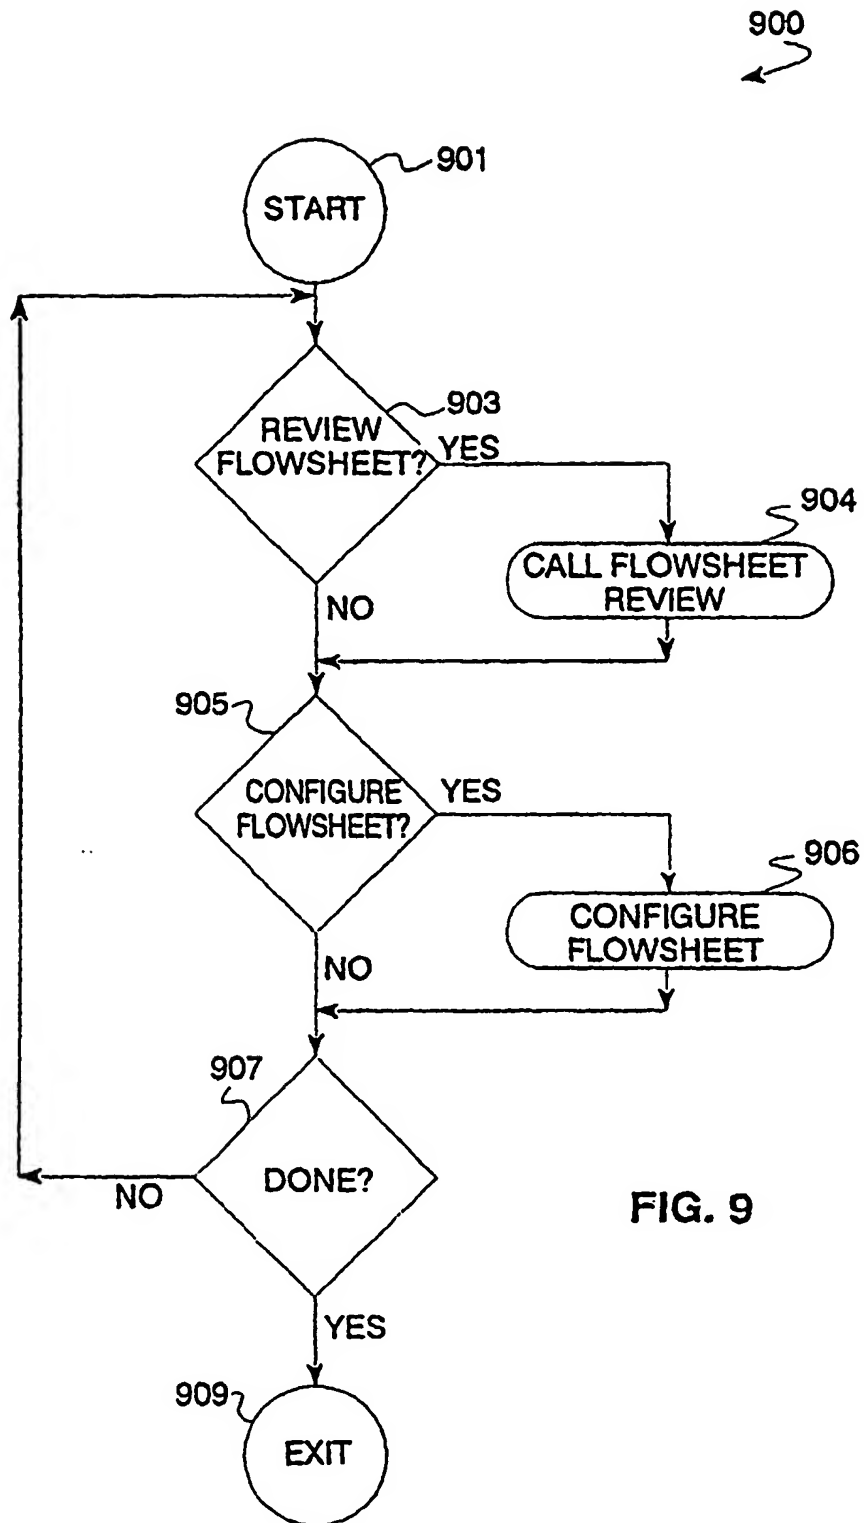 900
901
START
903
REVIEW
FLOWSHEET?
YES
904
CALL FLOWSHEET
REVIEW
NO
905
CONFIGURE
FLOWSHEET?
YES
906
CONFIGURE
FLOWSHEET
NO
907
DONE?
NO
FIG. 9
YES
909
EXIT